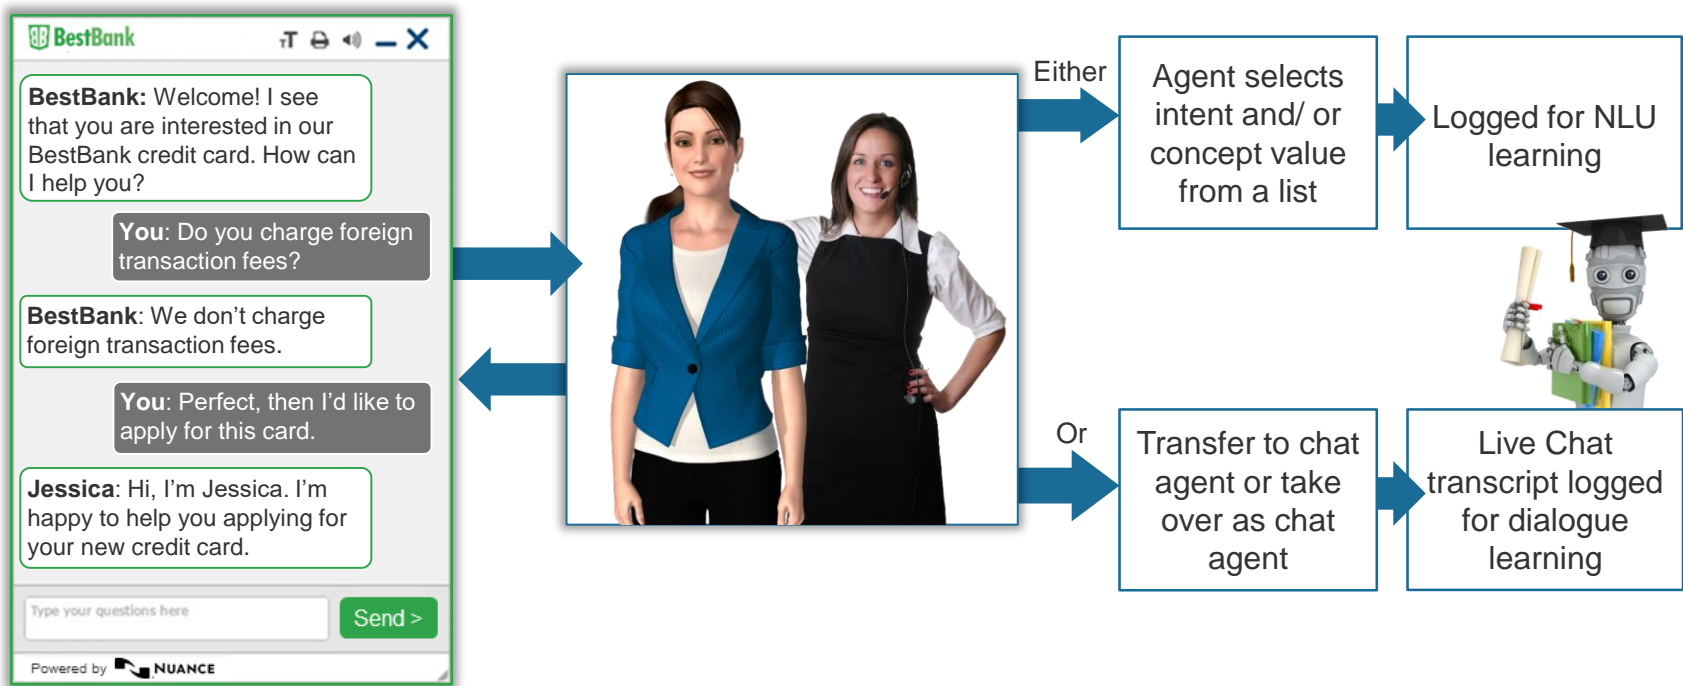 BestBank
BestBank: Welcome! I see
that you are interested in our
BestBank credit card. How can
I help you?
You: Do you charge foreign
transaction fees?
BestBank: We don’t charge
foreign transaction fees.
You: Perfect, then I’d like to
apply for this card.
Jessica: Hi, I’m Jessica. I’m
happy to help you applying for
your new credit card.
Type your questions here
Send >
Powered by NUANCE
Either
Agent selects
intent and/ or
concept value
from a list
Logged for NLU
learning
Or
Transfer to chat
agent or take
over as chat
agent
Live Chat
transcript logged
for dialogue
learning